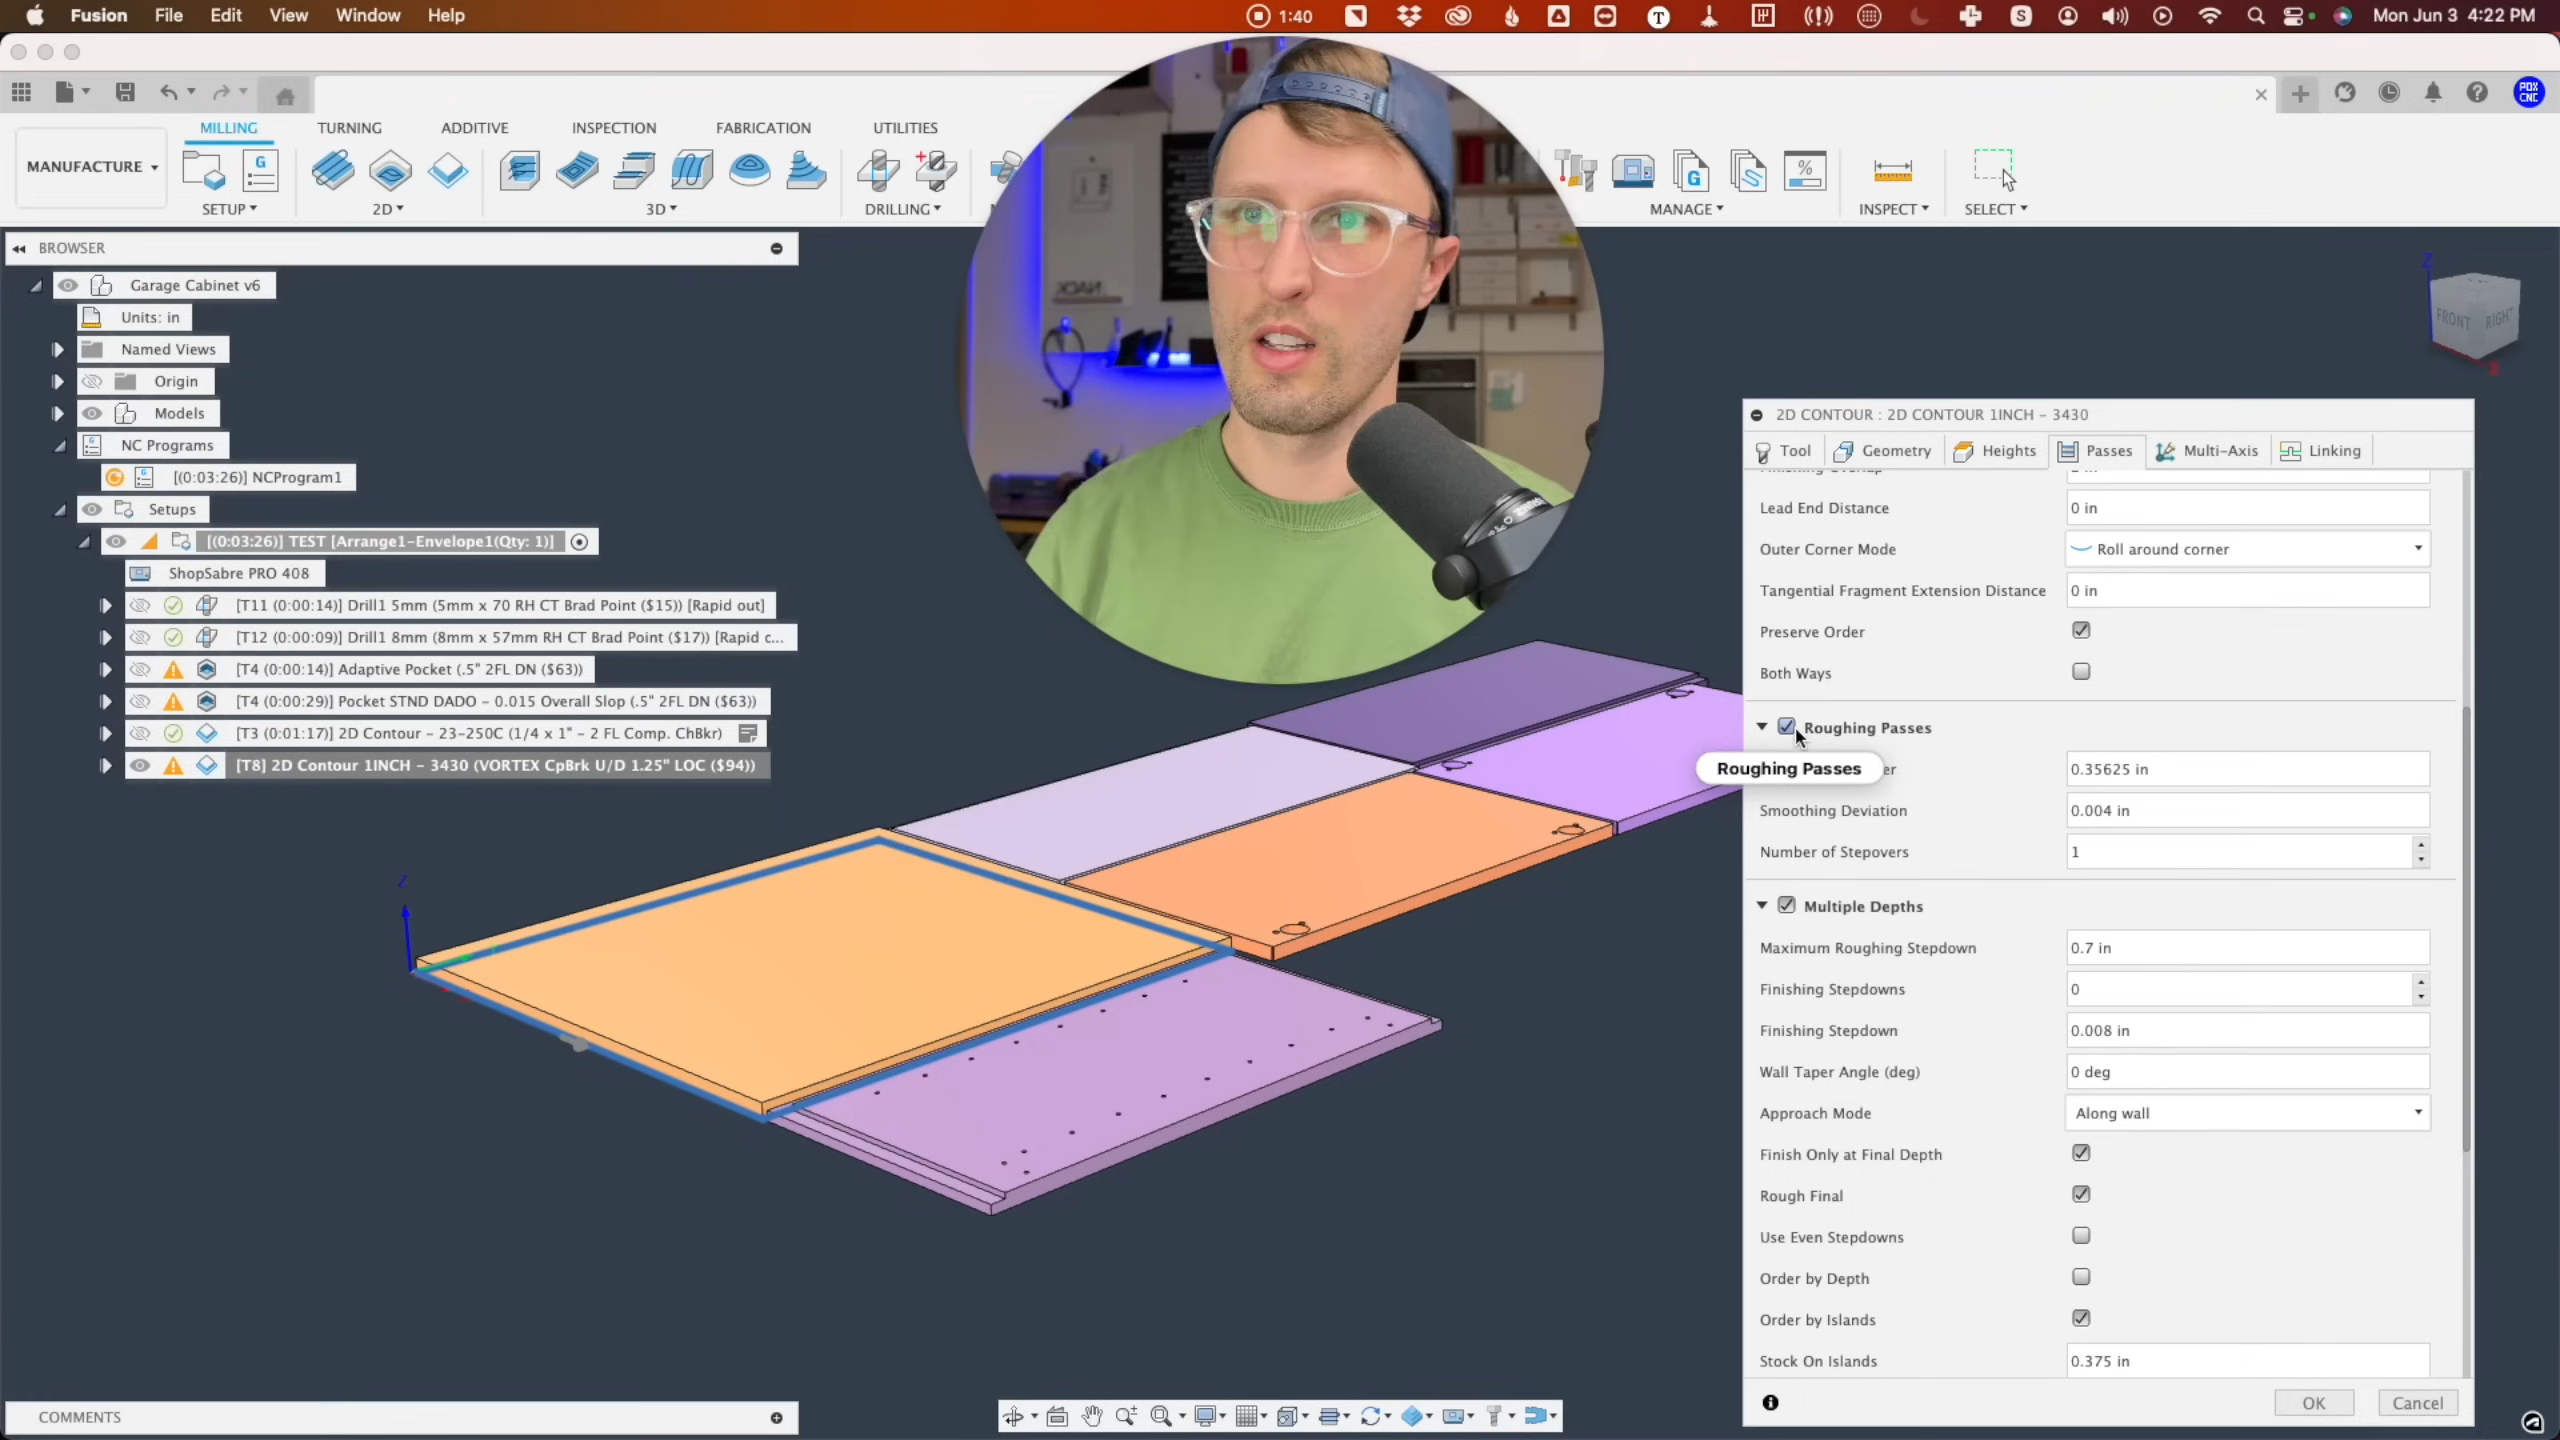 Fusion File Edit View Window Help
1:40
Mon Jun 3 4:22 PM
PDX CNC
MILLING TURNING ADDITIVE INSPECTION FABRICATION UTILITIES
MANUFACTURE
SETUP 2D 3D DRILLING MANAGE INSPECT SELECT
BROWSER
Garage Cabinet v6
Units: in
Named Views
Origin
Models
NC Programs
[(0:03:26)] NCProgram1
Setups
[(0:03:26)] TEST [Arrange1-Envelope1(Qty: 1)]
ShopSabre PRO 408
[T11 (0:00:14)] Drill1 5mm (5mm x 70 RH CT Brad Point ($15)) [Rapid out]
[T12 (0:00:09)] Drill1 8mm (8mm x 57mm RH CT Brad Point ($17)) [Rapid c...
[T4 (0:00:14)] Adaptive Pocket (.5" 2FL DN ($63))
[T4 (0:00:29)] Pocket STND DADO - 0.015 Overall Slop (.5" 2FL DN ($63))
[T3 (0:01:17)] 2D Contour - 23-250C (1/4 x 1" - 2 FL Comp. ChBkr)
[T8] 2D Contour 1INCH - 3430 (VORTEX CpBrk U/D 1.25" LOC ($94))
Z
Z
FRONT RIGHT
X
2D CONTOUR : 2D CONTOUR 1INCH - 3430
Tool Geometry Heights Passes Multi-Axis Linking
Lead End Distance 0 in
Outer Corner Mode Roll around corner
Tangential Fragment Extension Distance 0 in
Preserve Order
Both Ways
Roughing Passes
Roughing Passes er 0.35625 in
Smoothing Deviation 0.004 in
Number of Stepovers 1
Multiple Depths
Maximum Roughing Stepdown 0.7 in
Finishing Stepdowns 0
Finishing Stepdown 0.008 in
Wall Taper Angle (deg) 0 deg
Approach Mode Along wall
Finish Only at Final Depth
Rough Final
Use Even Stepdowns
Order by Depth
Order by Islands
Stock On Islands 0.375 in
OK Cancel
COMMENTS